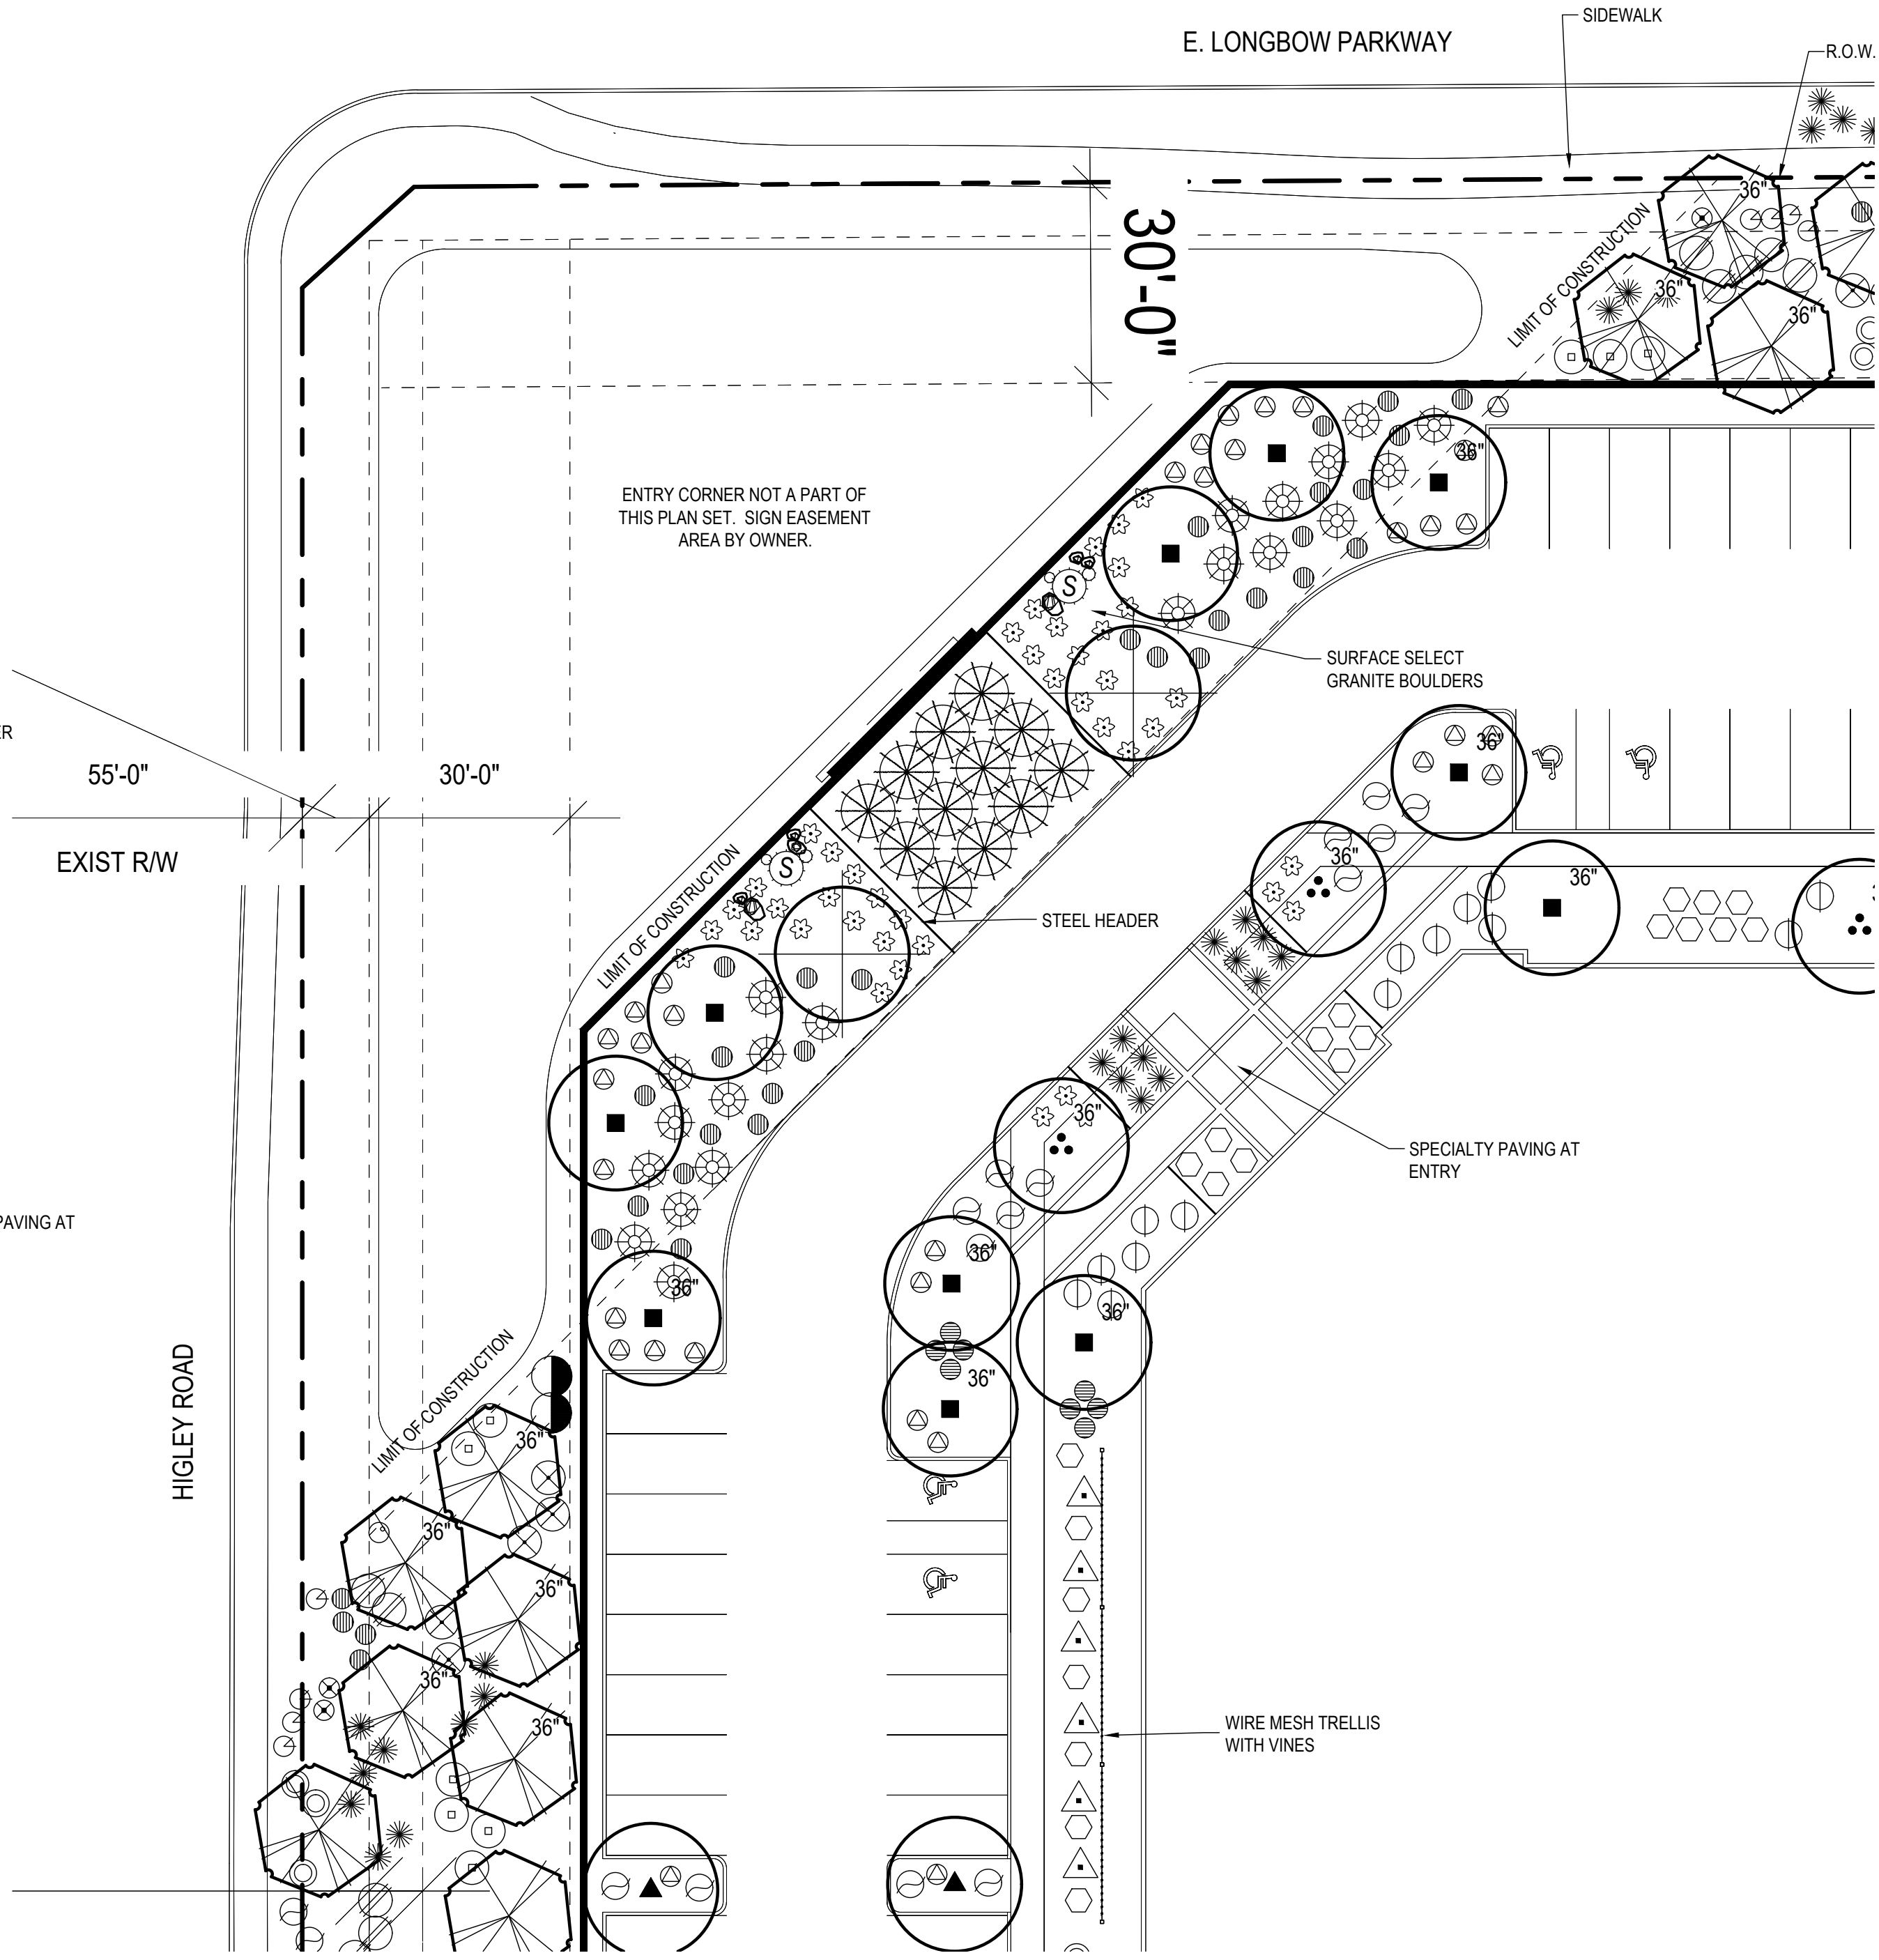 SIDEWALK
E. LONGBOW PARKWAY
R.O.W.
36"
30'-0"
LIMIT OF CONSTRUCTION
36"
36"
36"
ENTRY CORNER NOT A PART OF
THIS PLAN SET. SIGN EASEMENT
AREA BY OWNER.
S
SURFACE SELECT
GRANITE BOULDERS
ER
36"
55'-0"
30'-0"
EXIST R/W
36"
S
36"
LIMIT OF CONSTRUCTION
STEEL HEADER
36"
SPECIALTY PAVING AT
ENTRY
PAVING AT
36"
36"
36"
36"
LIMIT OF CONSTRUCTION
HIGLEY ROAD
36"
36"
36"
36"
36"
WIRE MESH TRELLIS
WITH VINES